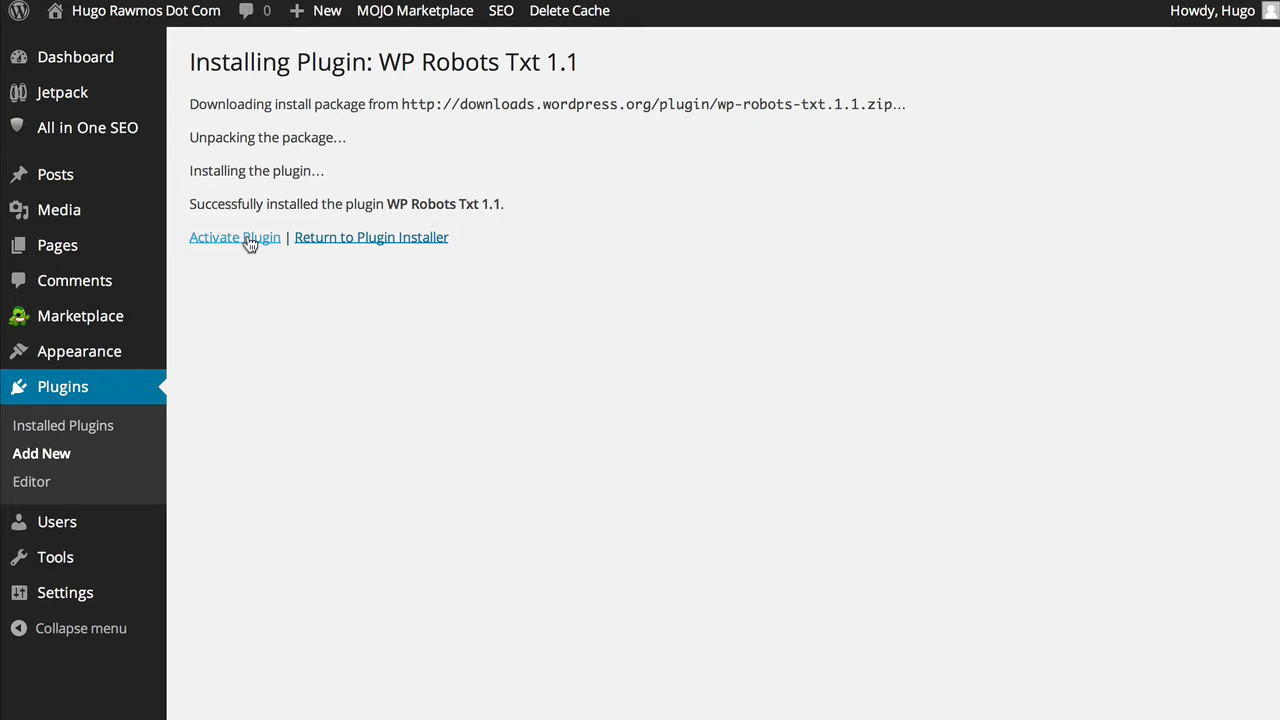 Hugo Rawmos Dot Com 0 New MOJO Marketplace SEO Delete Cache Howdy, Hugo
Dashboard
Jetpack
All in One SEO
Posts
Media
Pages
Comments
Marketplace
Appearance
Plugins
Installed Plugins
Add New
Editor
Users
Tools
Settings
Collapse menu
Installing Plugin: WP Robots Txt 1.1
Downloading install package from http://downloads.wordpress.org/plugin/wp-robots-txt.1.1.zip…
Unpacking the package…
Installing the plugin…
Successfully installed the plugin WP Robots Txt 1.1.
Activate Plugin | Return to Plugin Installer